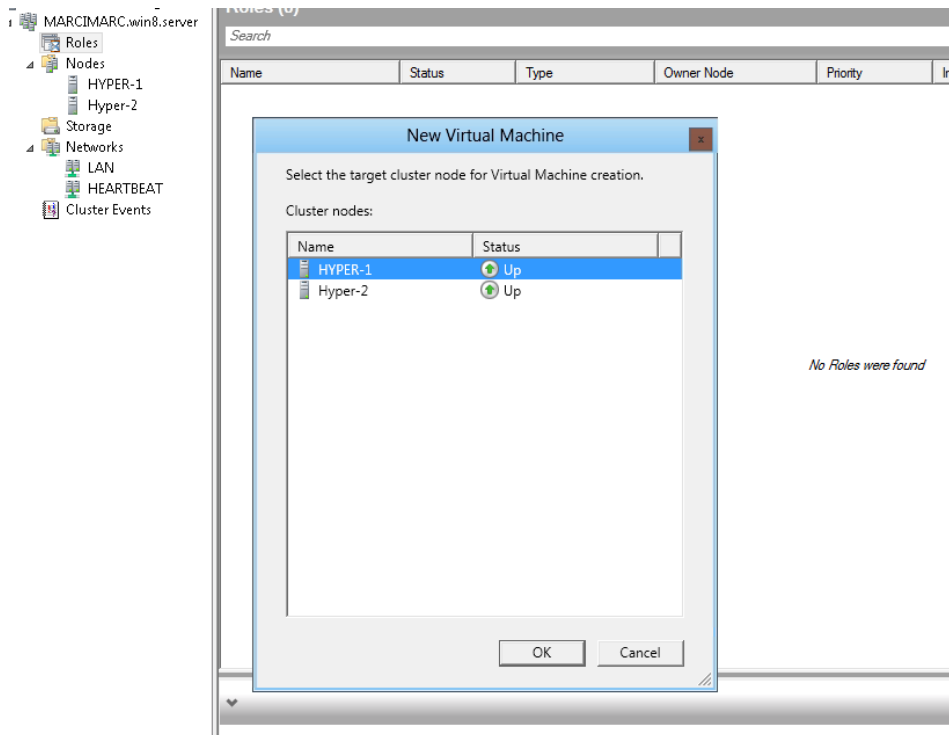 MARCIMARC.win8.server
Roles
Nodes
HYPER-1
Hyper-2
Storage
Networks
LAN
HEARTBEAT
Cluster Events
Roles (0)
Search
Name Status Type Owner Node Priority
No Roles were found
New Virtual Machine
x
Select the target cluster node for Virtual Machine creation.
Cluster nodes:
Name Status
HYPER-1 Up
Hyper-2 Up
OK Cancel